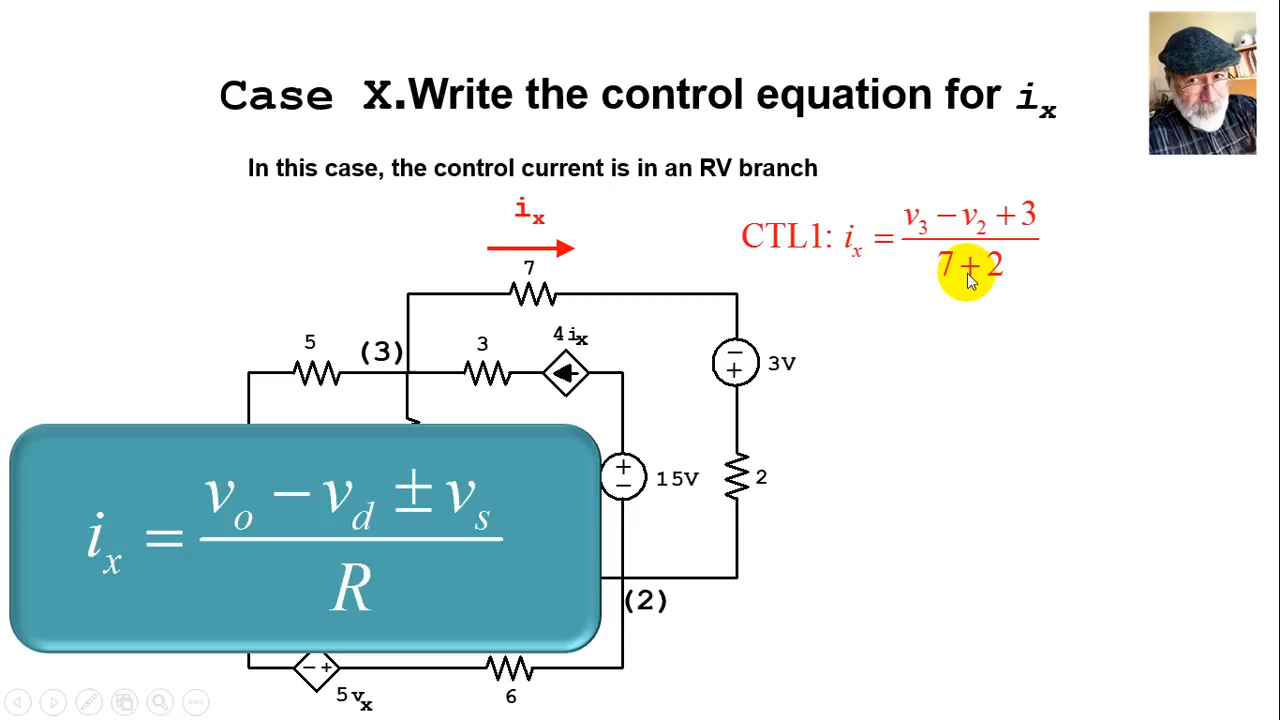 Case X.Write the control equation for iₓ
In this case, the control current is in an RV branch
iₓ
CTL1: iₓ = (v₃ − v₂ + 3) / (7 + 2)
7
5
(3)
3
4iₓ
− +
3V
+ −
15V
2
iₓ = (vₒ − v_d ± vₛ) / R
(2)
− +
5vₓ
6